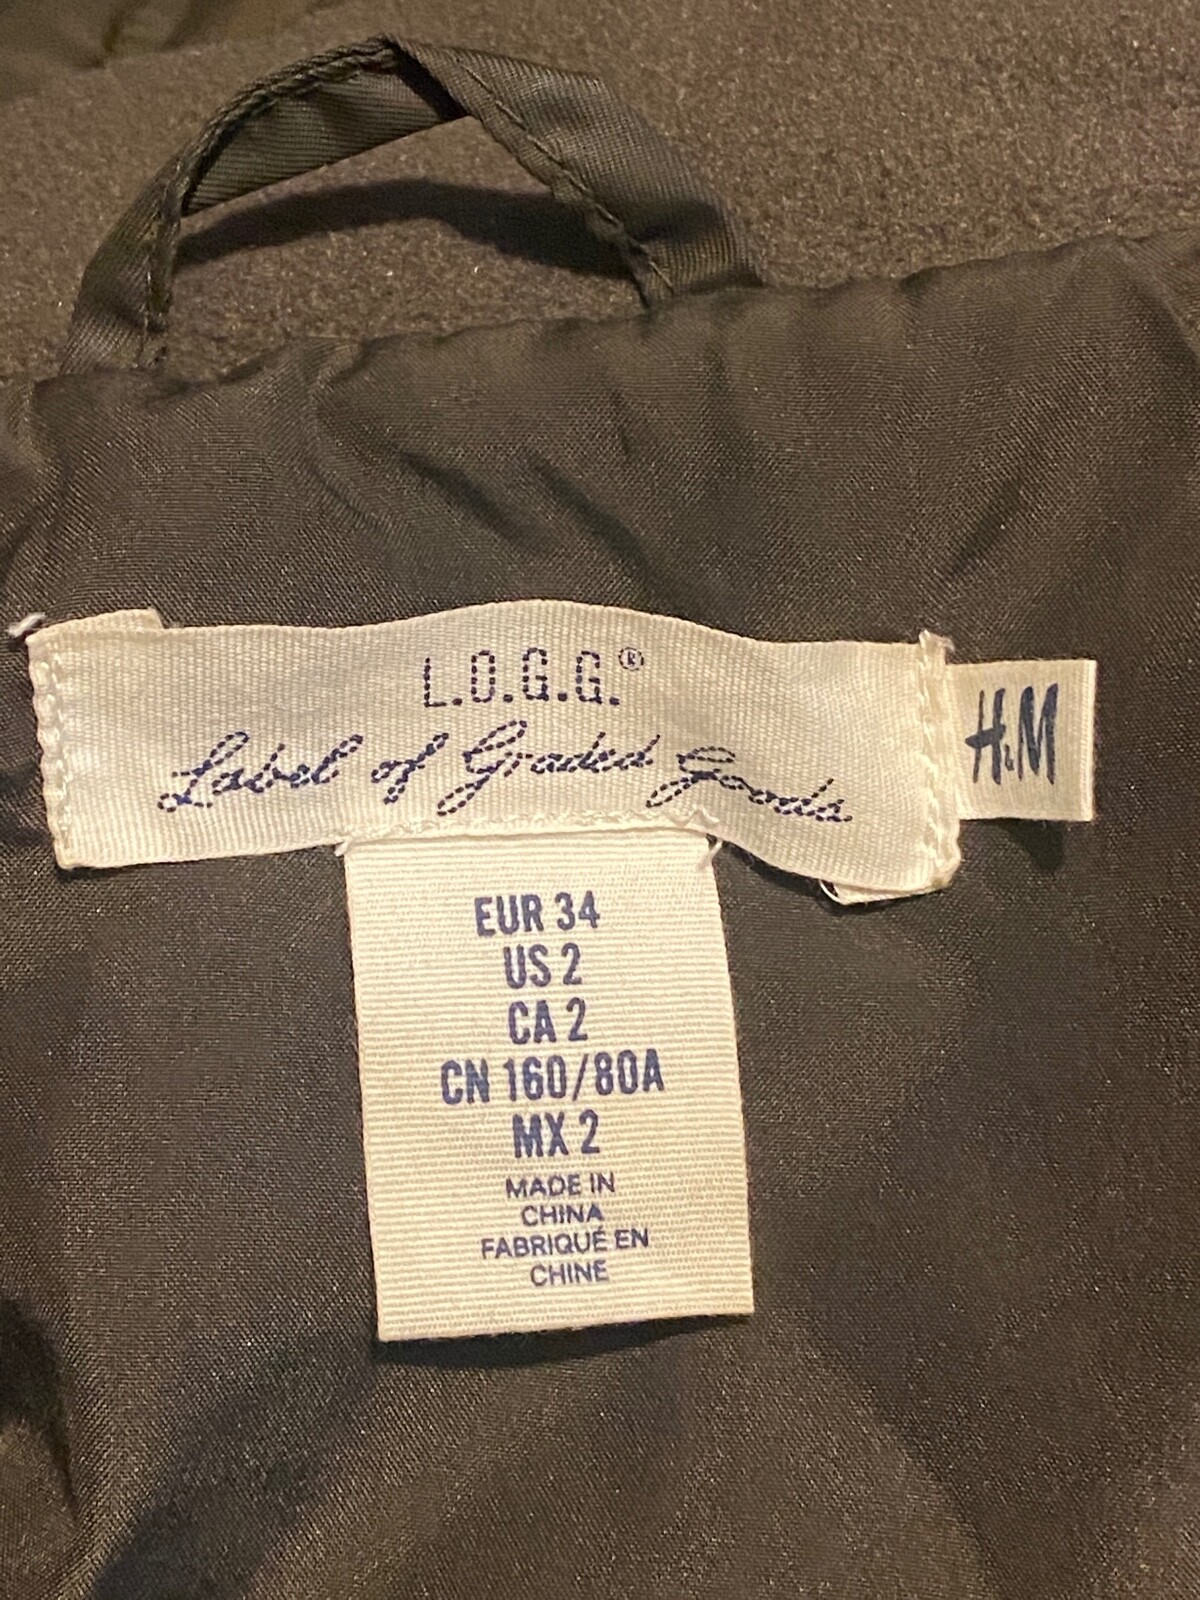 L.O.G.G.®
Label of Graded Goods
H&M
EUR 34
US 2
CA 2
CN 160/80A
MX 2
MADE IN
CHINA
FABRIQUÉ EN
CHINE